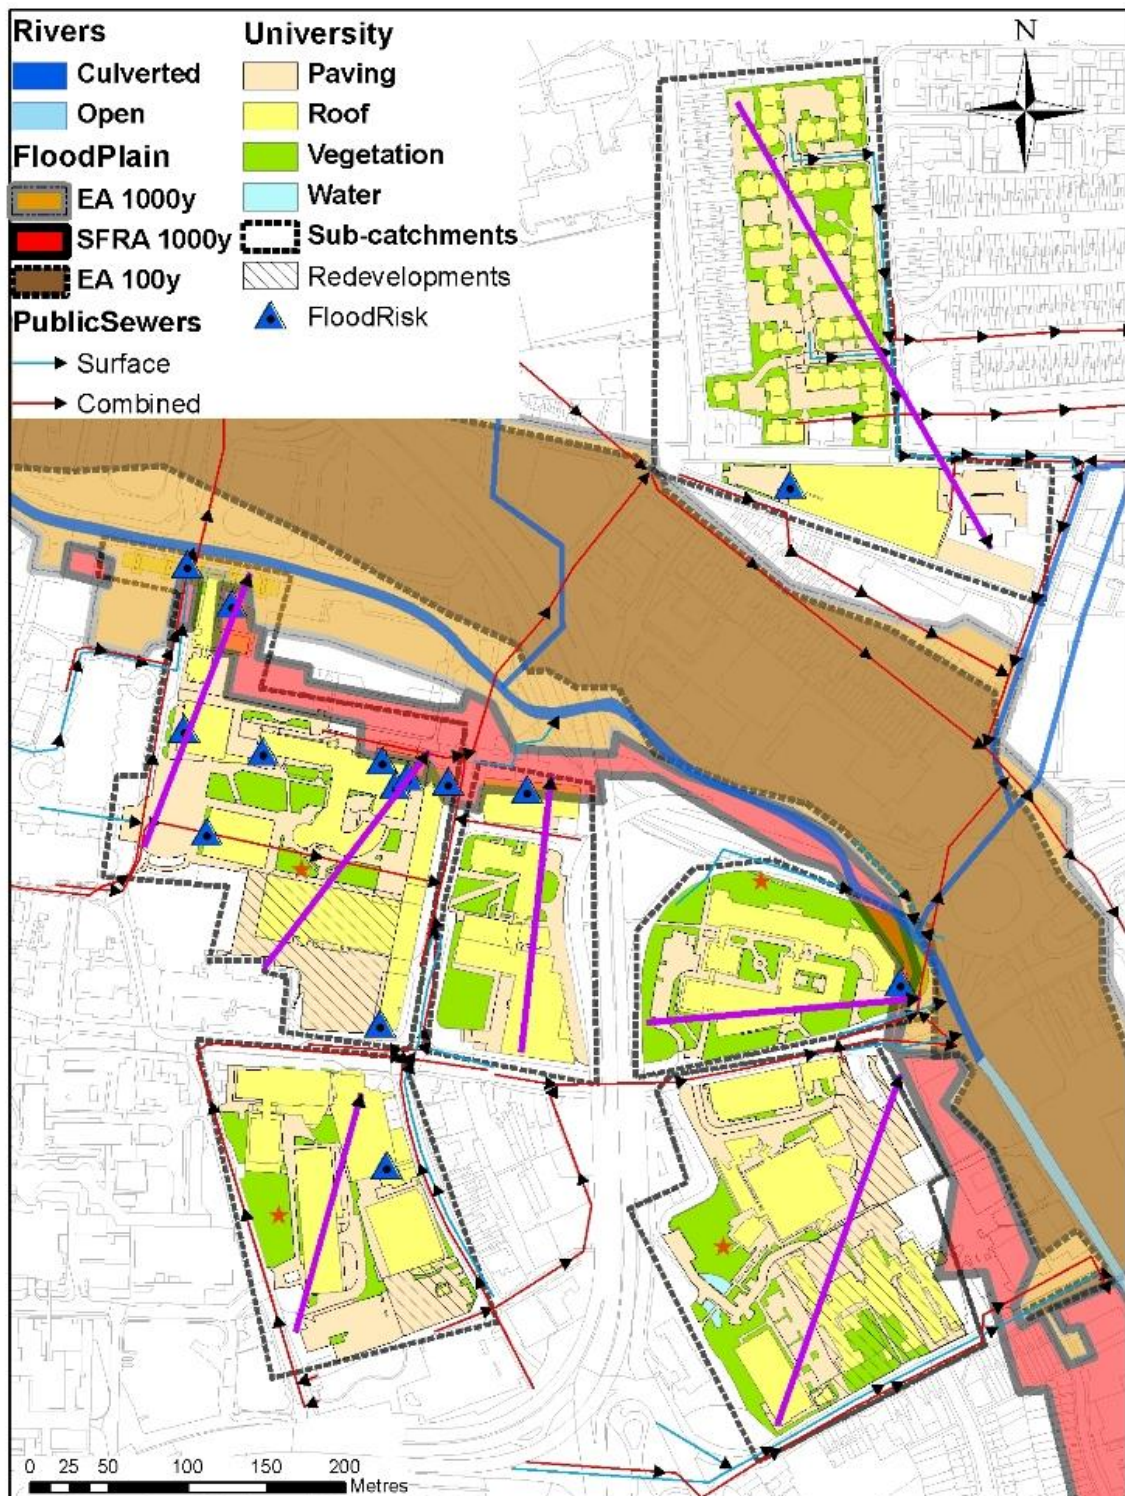 Rivers
Culverted
Open
FloodPlain
EA 1000y
SFRA 1000y
EA 100y
PublicSewers
Surface
Combined
University
Paving
Roof
Vegetation
Water
Sub-catchments
Redevelopments
FloodRisk
N
0 25 50 100 150 200
Metres